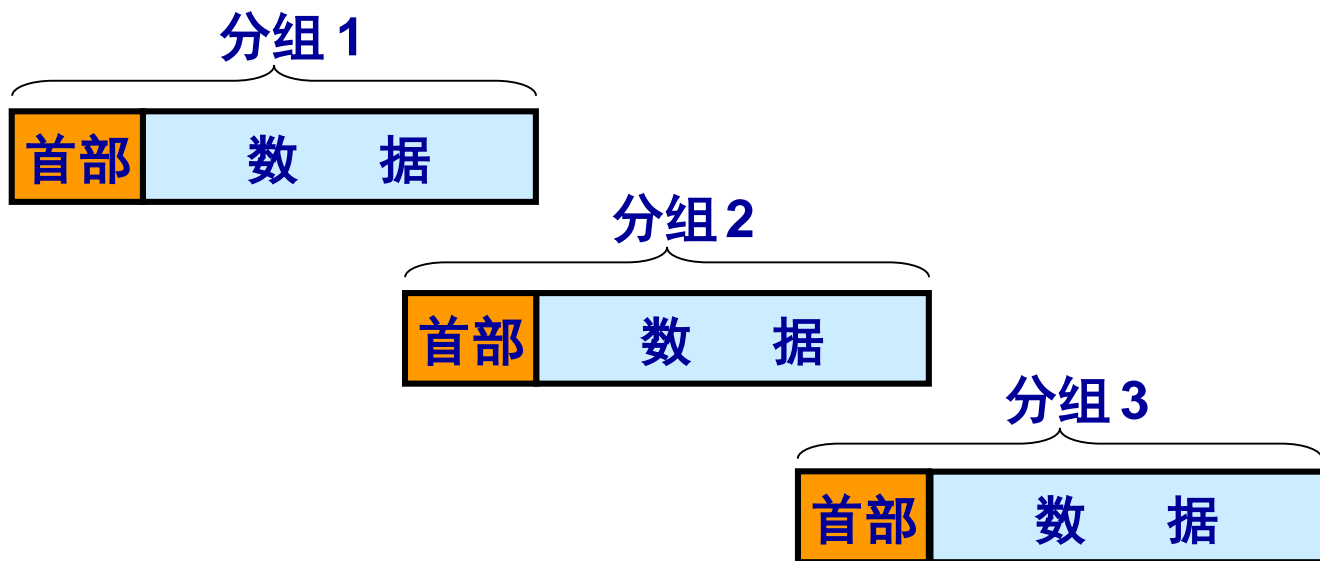 分组 1
首部 数 据
分组 2
首部 数 据
分组 3
首部 数 据